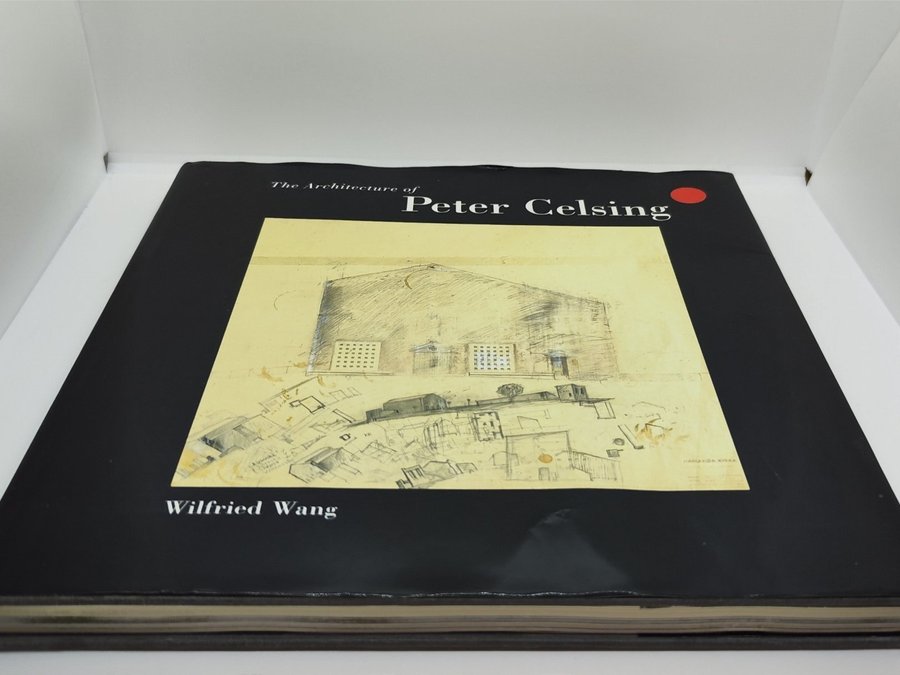 The Architecture of
Peter Celsing
Wilfried Wang